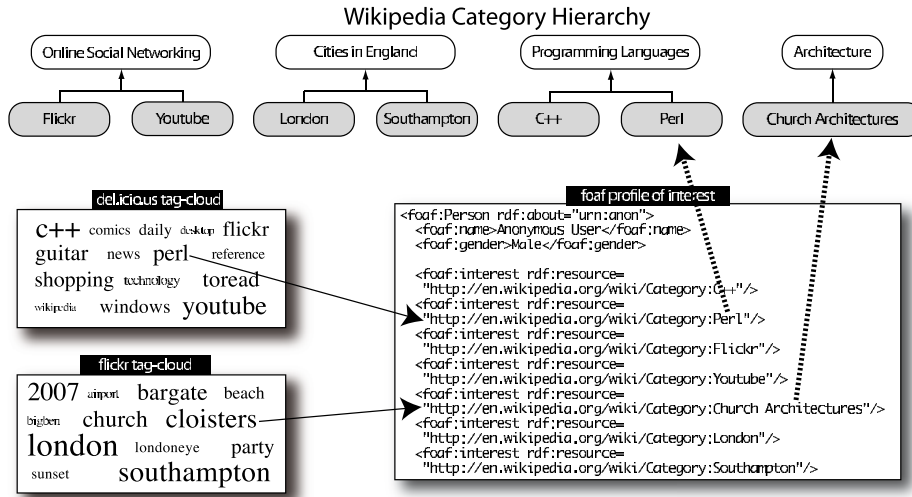 Wikipedia Category Hierarchy
Online Social Networking
Cities in England
Programming Languages
Architecture
Flickr
Youtube
London
Southampton
C++
Perl
Church Architectures
del.icio.us tag-cloud
c++ comics daily desktop flickr
guitar news perl reference
shopping technology toread
wikipedia windows youtube
flickr tag-cloud
2007 airport bargate beach
bigben church cloisters
london londoneye party
sunset southampton
foaf profile of interest
<foaf:Person rdf:about="urn:anon">
<foaf:name>Anonymous User</foaf:name>
<foaf:gender>Male</foaf:gender>
<foaf:interest rdf:resource=
"http://en.wikipedia.org/wiki/Category:C++"/>
<foaf:interest rdf:resource=
"http://en.wikipedia.org/wiki/Category:Perl"/>
<foaf:interest rdf:resource=
"http://en.wikipedia.org/wiki/Category:Flickr"/>
<foaf:interest rdf:resource=
"http://en.wikipedia.org/wiki/Category:Youtube"/>
<foaf:interest rdf:resource=
"http://en.wikipedia.org/wiki/Category:Church Architectures"/>
<foaf:interest rdf:resource=
"http://en.wikipedia.org/wiki/Category:London"/>
<foaf:interest rdf:resource=
"http://en.wikipedia.org/wiki/Category:Southampton"/>